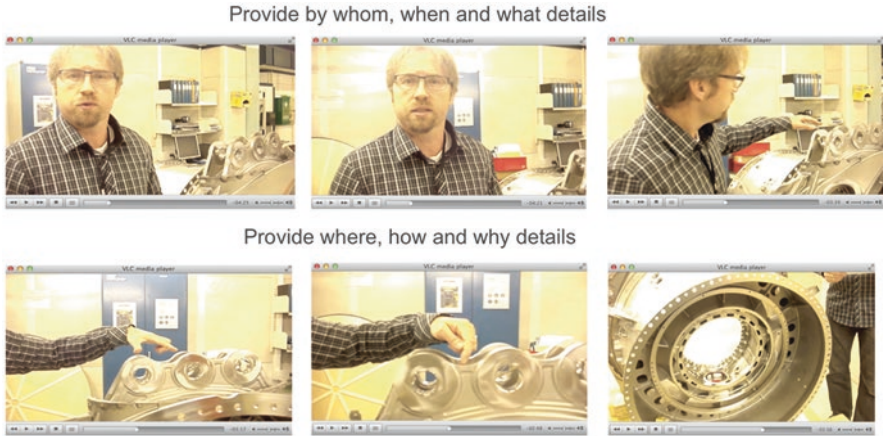 Provide by whom, when and what details
VLC media player
VLC media player
VLC media player
Provide where, how and why details
VLC media player
VLC media player
VLC media player